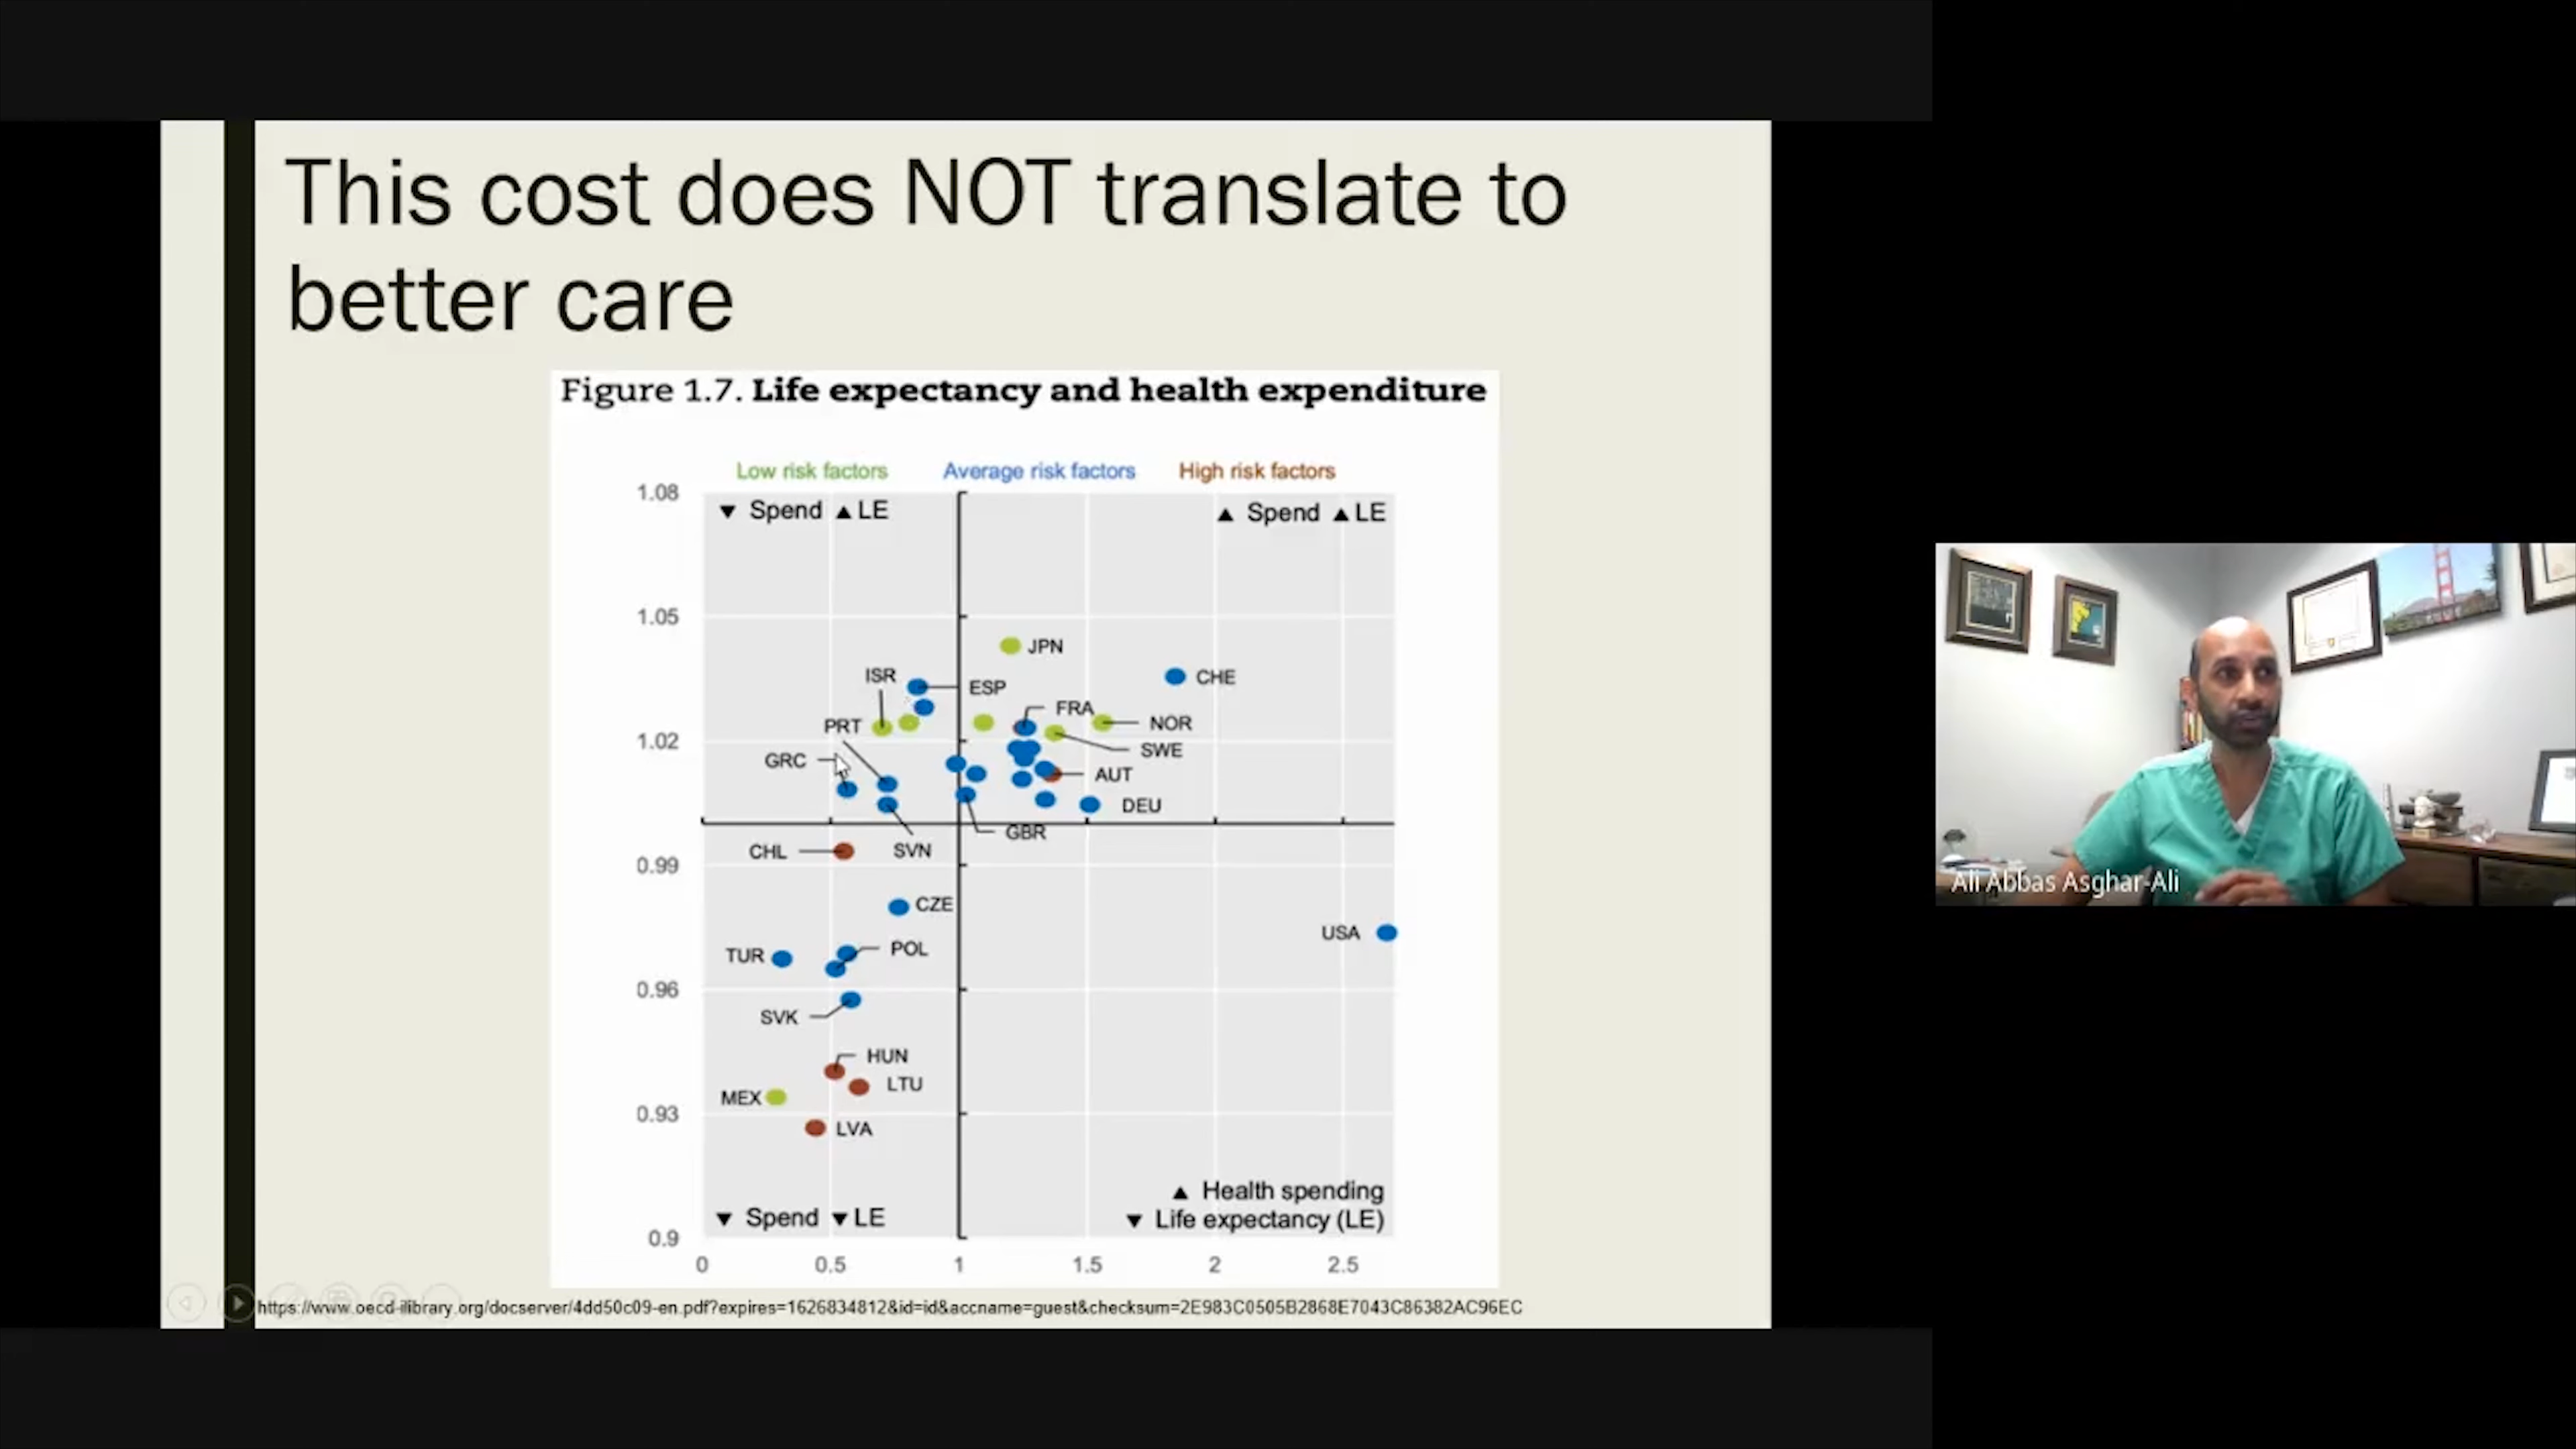 This cost does NOT translate to
better care
Figure 1.7. Life expectancy and health expenditure
Low risk factors Average risk factors High risk factors
1.08
▼ Spend ▲ LE
▲ Spend ▲ LE
1.05
JPN
ISR
CHE
ESP
FRA
PRT
NOR
1.02
SWE
GRC
AUT
DEU
GBR
CHL
SVN
0.99
CZE
USA
TUR
POL
0.96
SVK
HUN
LTU
MEX
0.93
LVA
▲ Health spending
▼ Spend ▼ LE
▼ Life expectancy (LE)
0.9
0 0.5 1 1.5 2 2.5
https://www.oecd-ilibrary.org/docserver/4dd50c09-en.pdf?expires=1626834812&id=id&accname=guest&checksum=2E983C0505B2868E7043C86382AC96EC
Ali Abbas Asghar-Ali